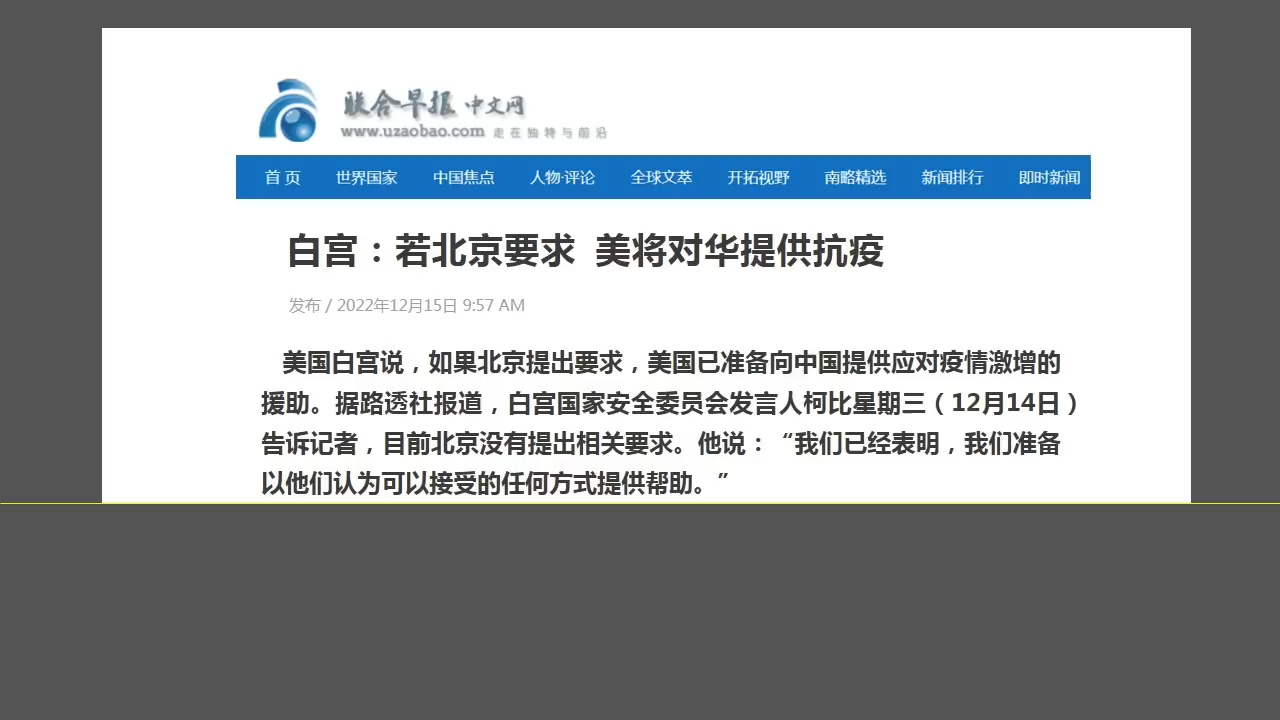 联合早报 中文网
www.uzaobao.com 走在独特与前沿
首 页 世界国家 中国焦点 人物·评论 全球文萃 开拓视野 南略精选 新闻排行 即时新闻
白宫：若北京要求 美将对华提供抗疫
发布 / 2022年12月15日 9:57 AM
美国白宫说，如果北京提出要求，美国已准备向中国提供应对疫情激增的
援助。据路透社报道，白宫国家安全委员会发言人柯比星期三（12月14日）
告诉记者，目前北京没有提出相关要求。他说：“我们已经表明，我们准备
以他们认为可以接受的任何方式提供帮助。”